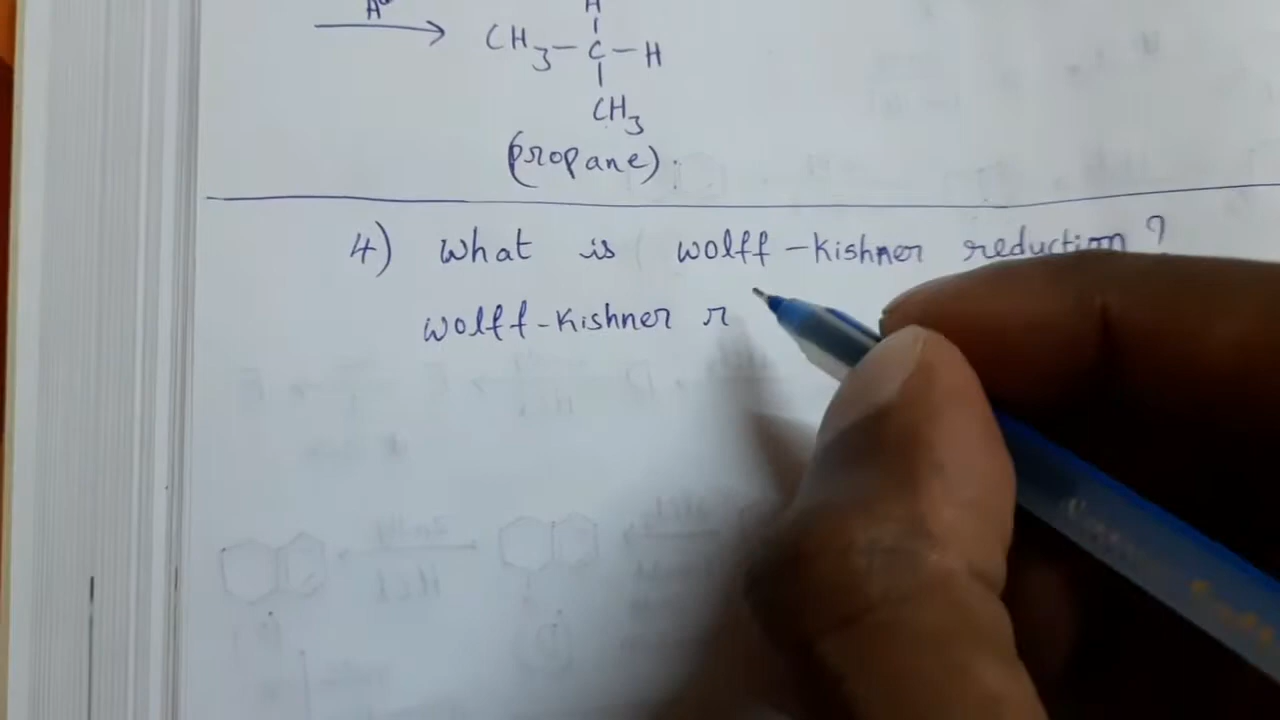 H
CH3 - C - H
CH3
(propane).
4) What is Wolff-Kishner reduction?
Wolff-Kishner r